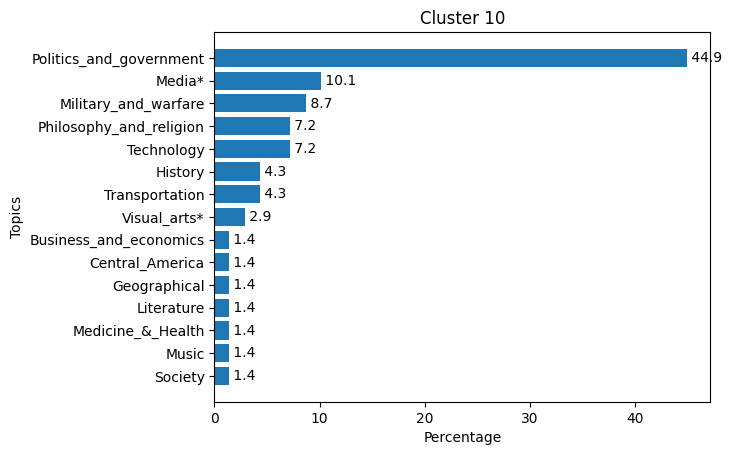 Cluster 10
Politics_and_government 44.9
Media* 10.1
Military_and_warfare 8.7
Philosophy_and_religion 7.2
Technology 7.2
History 4.3
Transportation 4.3
Visual_arts* 2.9
Business_and_economics 1.4
Central_America 1.4
Geographical 1.4
Literature 1.4
Medicine_&_Health 1.4
Music 1.4
Society 1.4
Topics
0 10 20 30 40
Percentage